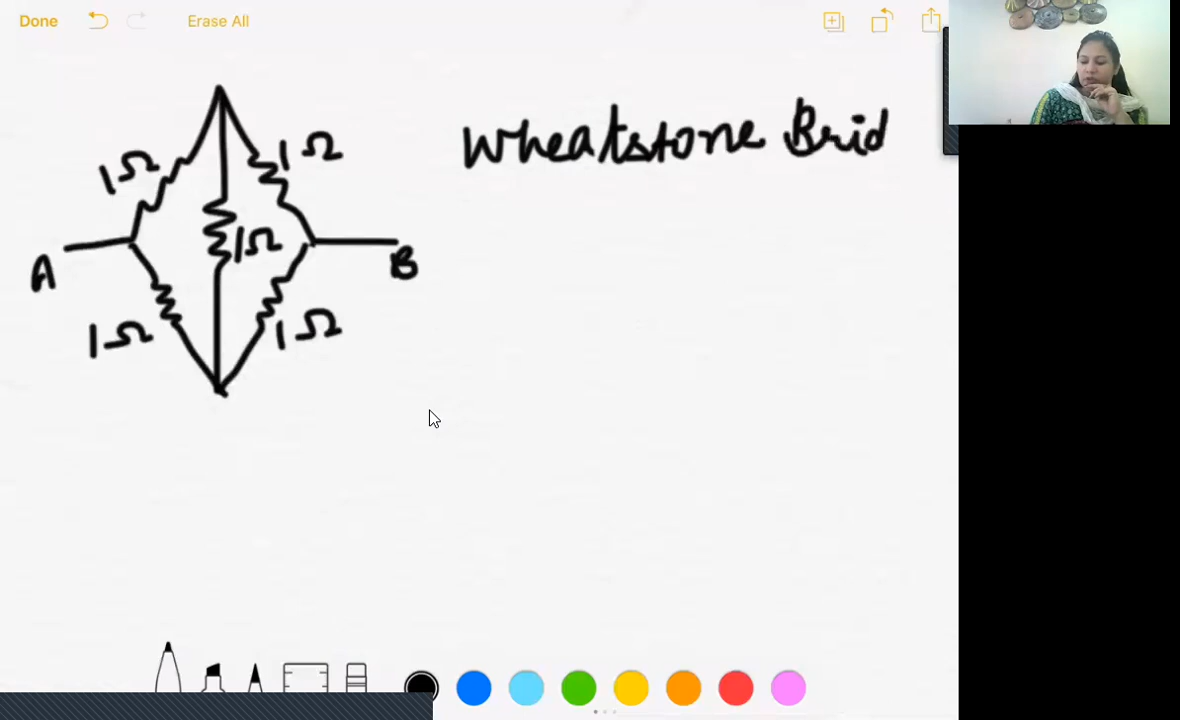 Done Erase All
Wheatstone Brid
1Ω 1Ω
1Ω
A B
1Ω 1Ω